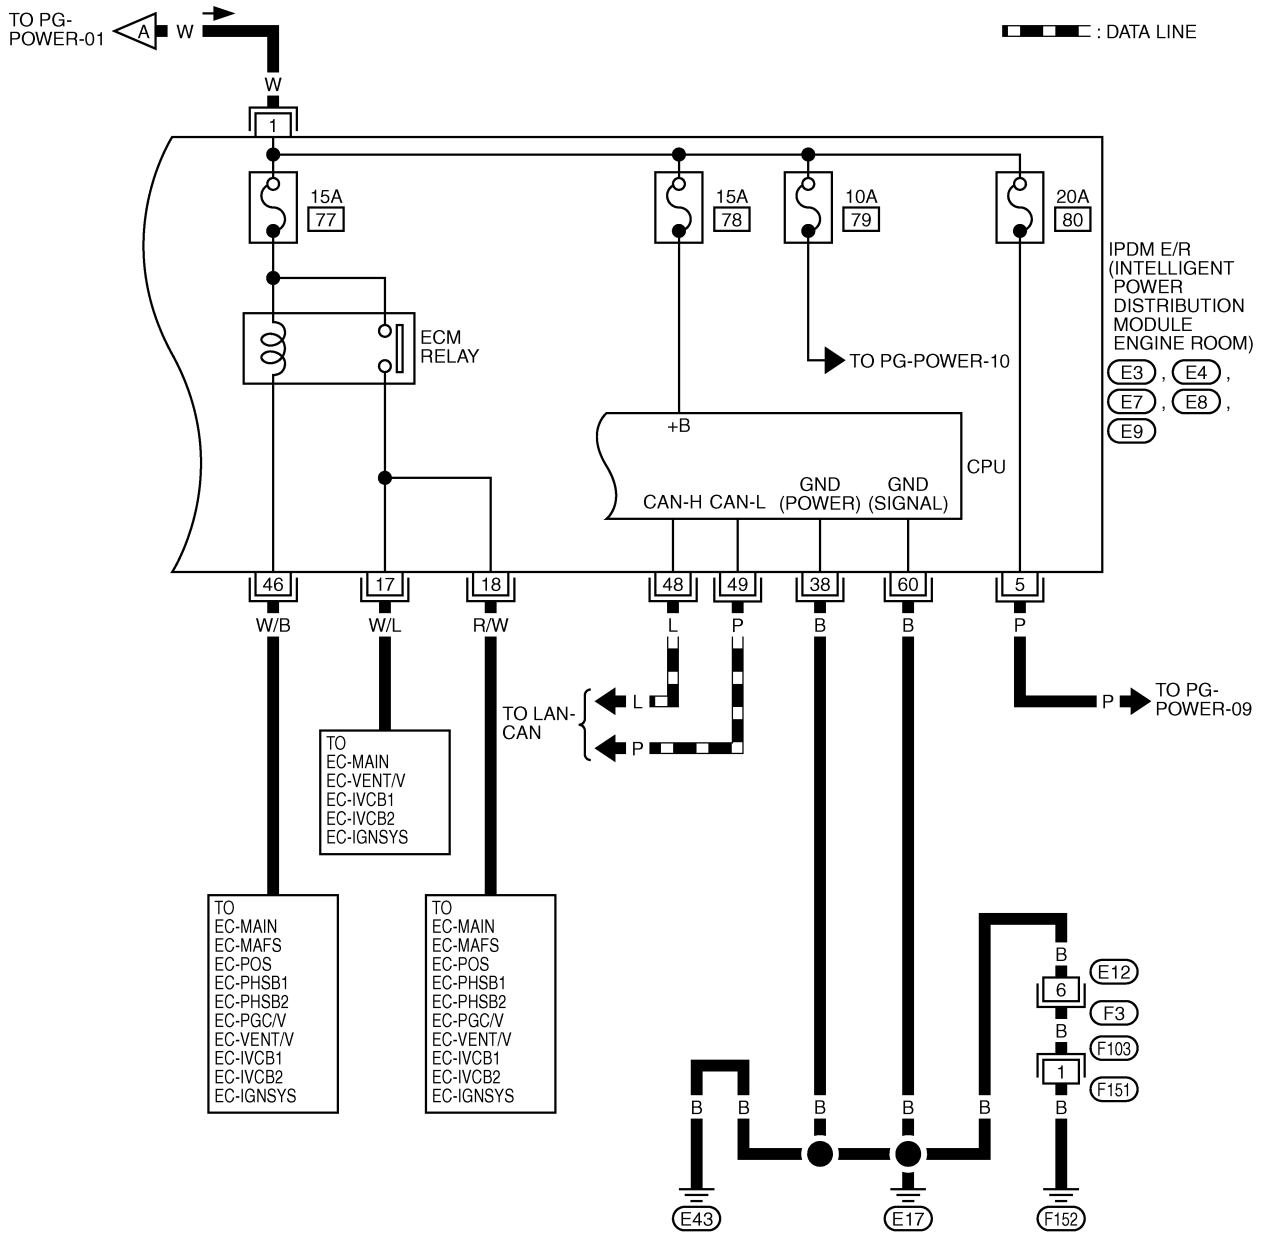 TO PG-
POWER-01
A
W
: DATA LINE
W
1
15A
77
15A
78
10A
79
20A
80
IPDM E/R
(INTELLIGENT
POWER
DISTRIBUTION
MODULE
ENGINE ROOM)
E3 , E4 ,
E7 , E8 ,
E9
ECM
RELAY
TO PG-POWER-10
+B
CPU
CAN-H
CAN-L
GND
(POWER)
GND
(SIGNAL)
46
17
18
48
49
38
60
5
W/B
W/L
R/W
L
P
B
B
P
TO LAN-
CAN
L
P
P
TO PG-
POWER-09
TO
EC-MAIN
EC-VENT/V
EC-IVCB1
EC-IVCB2
EC-IGNSYS
TO
EC-MAIN
EC-MAFS
EC-POS
EC-PHSB1
EC-PHSB2
EC-PGC/V
EC-VENT/V
EC-IVCB1
EC-IVCB2
EC-IGNSYS
TO
EC-MAIN
EC-MAFS
EC-POS
EC-PHSB1
EC-PHSB2
EC-PGC/V
EC-VENT/V
EC-IVCB1
EC-IVCB2
EC-IGNSYS
B
E12
6
F3
B
F103
1
F151
B
B
B
B
B
B
E43
E17
F152